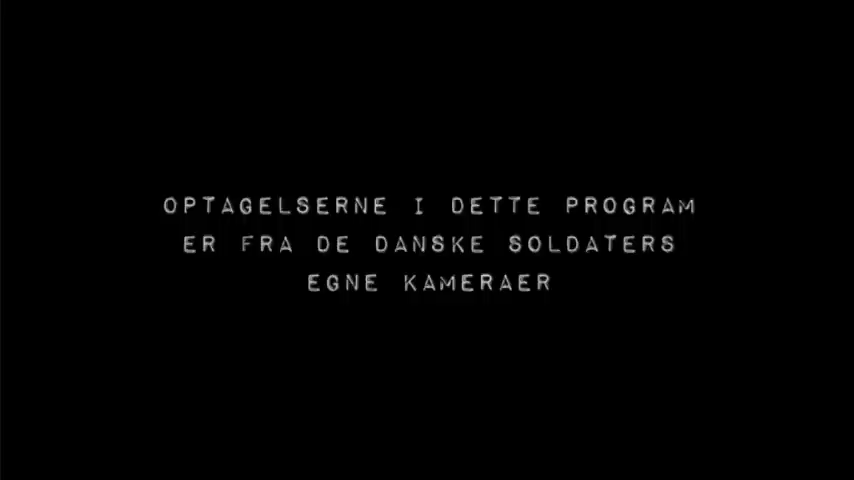 OPTAGELSERNE I DETTE PROGRAM
ER FRA DE DANSKE SOLDATERS
EGNE KAMERAER